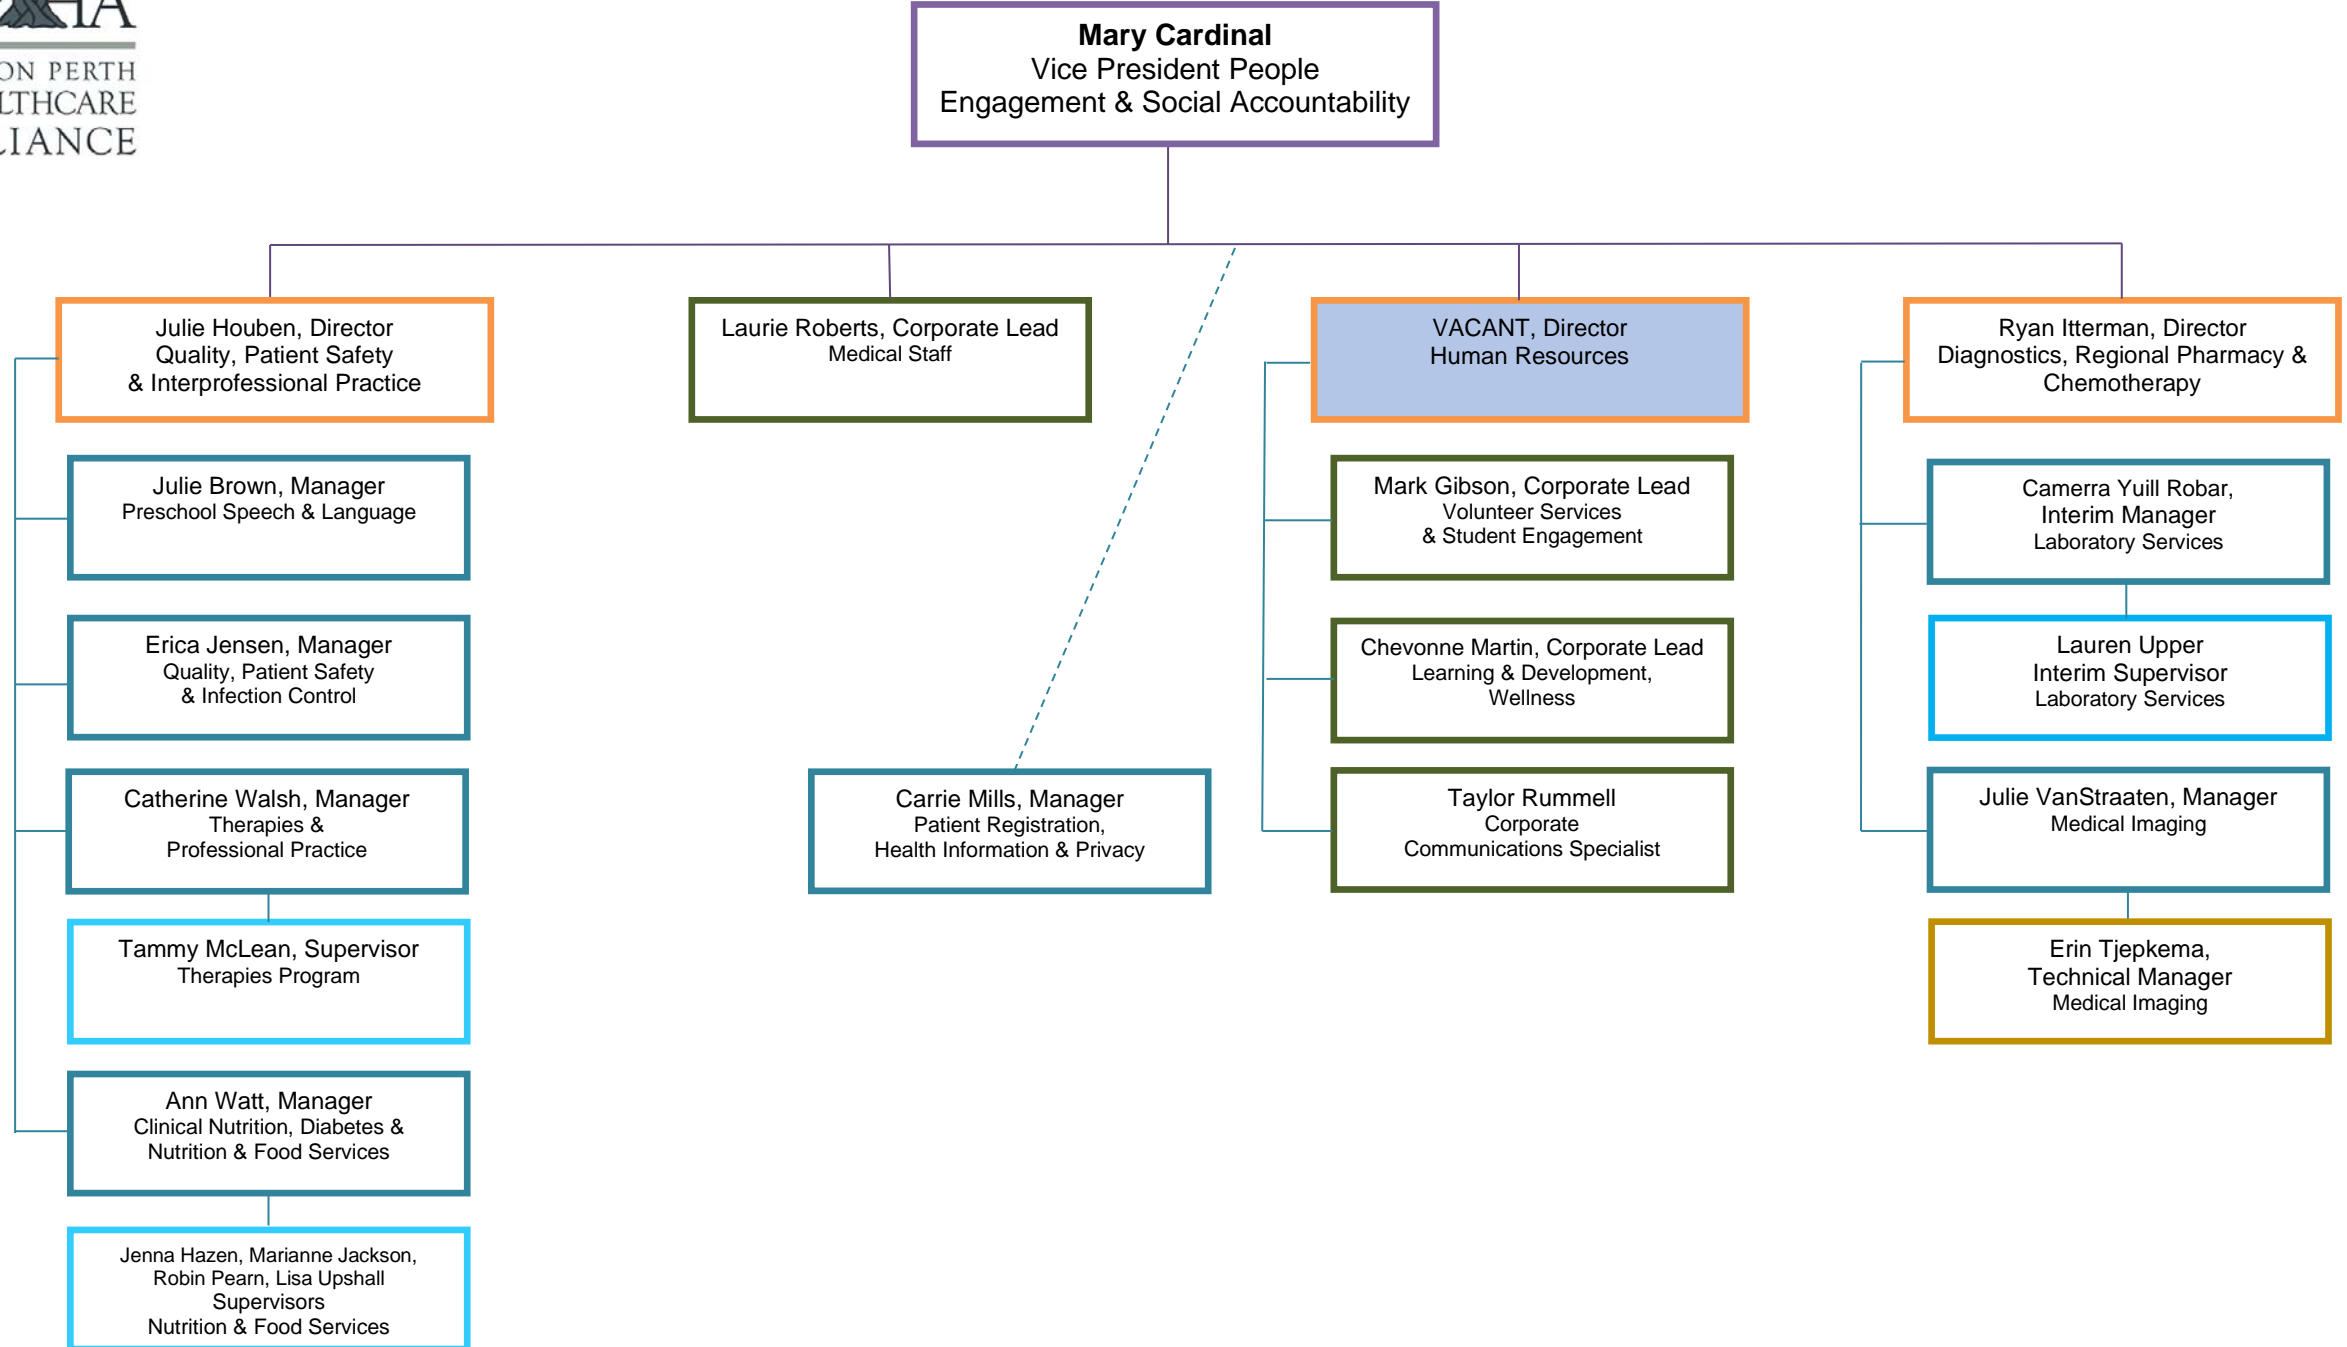 HA
ON PERTH
LTHCARE
LIANCE
Mary Cardinal
Vice President People
Engagement & Social Accountability
Julie Houben, Director
Quality, Patient Safety
& Interprofessional Practice
Laurie Roberts, Corporate Lead
Medical Staff
VACANT, Director
Human Resources
Ryan Itterman, Director
Diagnostics, Regional Pharmacy &
Chemotherapy
Julie Brown, Manager
Preschool Speech & Language
Mark Gibson, Corporate Lead
Volunteer Services
& Student Engagement
Camerra Yuill Robar,
Interim Manager
Laboratory Services
Erica Jensen, Manager
Quality, Patient Safety
& Infection Control
Chevonne Martin, Corporate Lead
Learning & Development,
Wellness
Lauren Upper
Interim Supervisor
Laboratory Services
Catherine Walsh, Manager
Therapies &
Professional Practice
Carrie Mills, Manager
Patient Registration,
Health Information & Privacy
Taylor Rummell
Corporate
Communications Specialist
Julie VanStraaten, Manager
Medical Imaging
Tammy McLean, Supervisor
Therapies Program
Erin Tjepkema,
Technical Manager
Medical Imaging
Ann Watt, Manager
Clinical Nutrition, Diabetes &
Nutrition & Food Services
Jenna Hazen, Marianne Jackson,
Robin Pearn, Lisa Upshall
Supervisors
Nutrition & Food Services